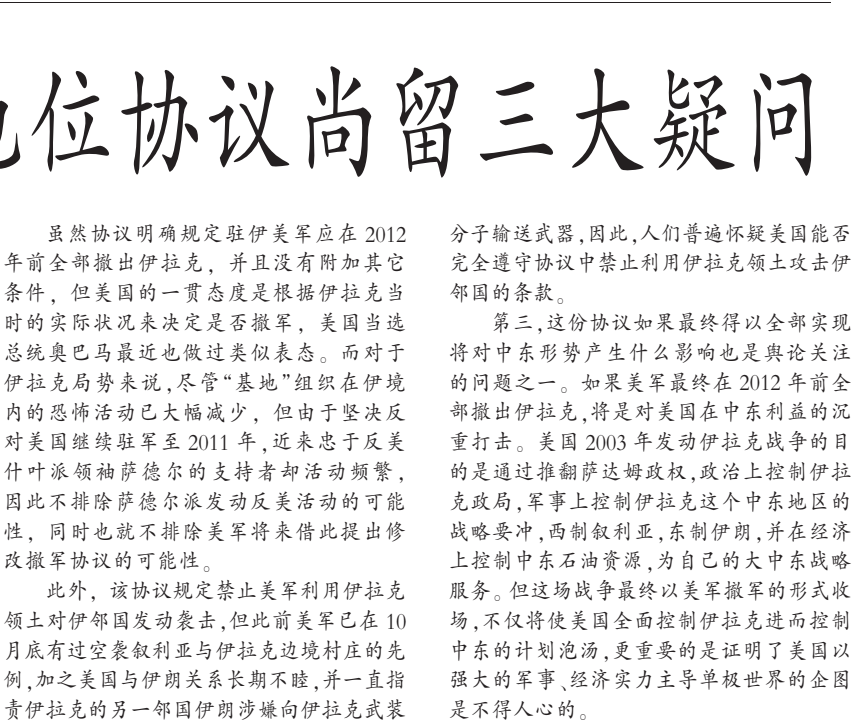 位协议尚留三大疑问
虽然协议明确规定驻伊美军应在 2012
年前全部撤出伊拉克，并且没有附加其它
条件，但美国的一贯态度是根据伊拉克当
时的实际状况来决定是否撤军，美国当选
总统奥巴马最近也做过类似表态。而对于
伊拉克局势来说,尽管“基地”组织在伊境
内的恐怖活动已大幅减少，但由于坚决反
对美国继续驻军至 2011 年,近来忠于反美
什叶派领袖萨德尔的支持者却活动频繁,
因此不排除萨德尔派发动反美活动的可能
性，同时也就不排除美军将来借此提出修
改撤军协议的可能性。
此外，该协议规定禁止美军利用伊拉克
领土对伊邻国发动袭击,但此前美军已在 10
月底有过空袭叙利亚与伊拉克边境村庄的先
例,加之美国与伊朗关系长期不睦,并一直指
责伊拉克的另一邻国伊朗涉嫌向伊拉克武装
分子输送武器,因此,人们普遍怀疑美国能否
完全遵守协议中禁止利用伊拉克领土攻击伊
邻国的条款。
第三,这份协议如果最终得以全部实现
将对中东形势产生什么影响也是舆论关注
的问题之一。如果美军最终在 2012 年前全
部撤出伊拉克,将是对美国在中东利益的沉
重打击。美国 2003 年发动伊拉克战争的目
的是通过推翻萨达姆政权,政治上控制伊拉
克政局,军事上控制伊拉克这个中东地区的
战略要冲,西制叙利亚,东制伊朗,并在经济
上控制中东石油资源,为自己的大中东战略
服务。但这场战争最终以美军撤军的形式收
场,不仅将使美国全面控制伊拉克进而控制
中东的计划泡汤,更重要的是证明了美国以
强大的军事、经济实力主导单极世界的企图
是不得人心的。